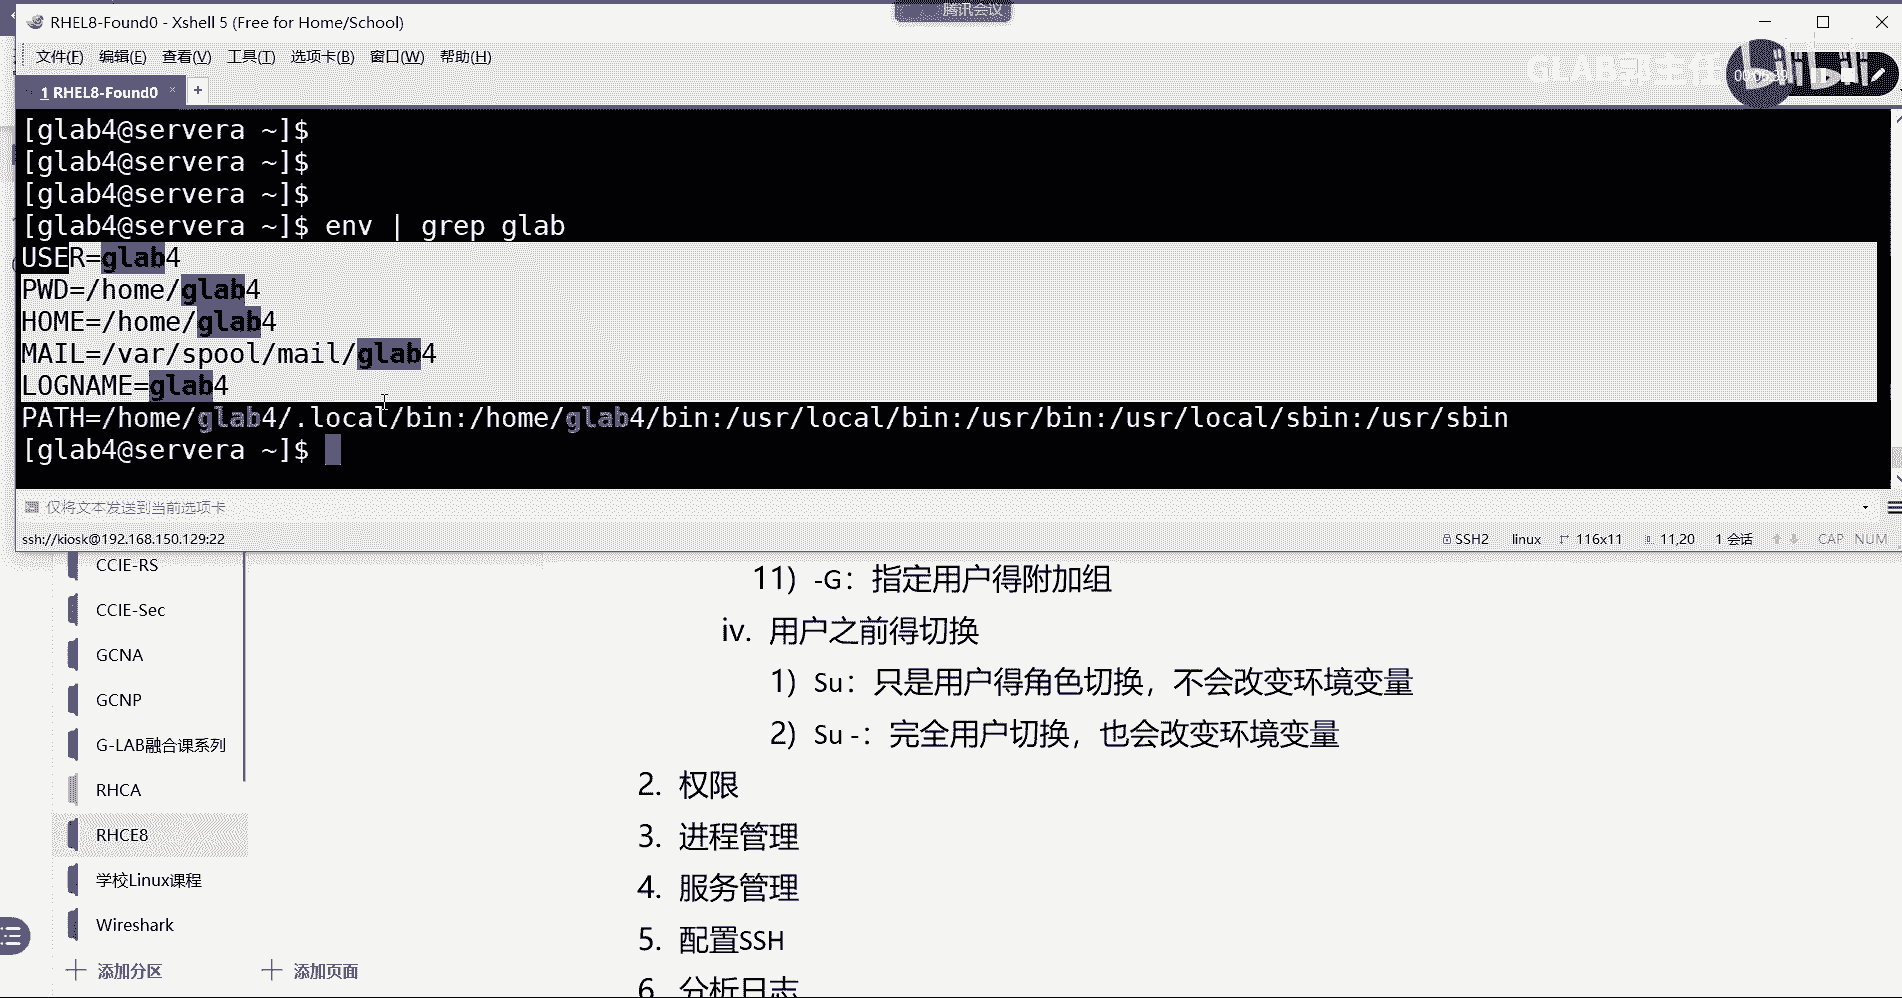 腾讯会议
RHEL8-Found0 - Xshell 5 (Free for Home/School)
文件(F) 编辑(E) 查看(V) 工具(T) 选项卡(B) 窗口(W) 帮助(H)
GLAB郭主任
bilibili
1 RHEL8-Found0 × +
[glab4@servera ~]$
[glab4@servera ~]$
[glab4@servera ~]$
[glab4@servera ~]$ env | grep glab
USER=glab4
PWD=/home/glab4
HOME=/home/glab4
MAIL=/var/spool/mail/glab4
LOGNAME=glab4
PATH=/home/glab4/.local/bin:/home/glab4/bin:/usr/local/bin:/usr/bin:/usr/local/sbin:/usr/sbin
[glab4@servera ~]$
仅将文本发送到当前选项卡
ssh://kiosk@192.168.150.129:22 SSH2 linux 116x11 11,20 1 会话 CAP NUM
CCIE-RS
CCIE-Sec
GCNA
GCNP
G-LAB融合课系列
RHCA
RHCE8
学校Linux课程
Wireshark
添加分区 添加页面
11) -G：指定用户得附加组
iv. 用户之前得切换
1) Su：只是用户得角色切换，不会改变环境变量
2) Su -：完全用户切换，也会改变环境变量
2. 权限
3. 进程管理
4. 服务管理
5. 配置SSH
6. 分析日志